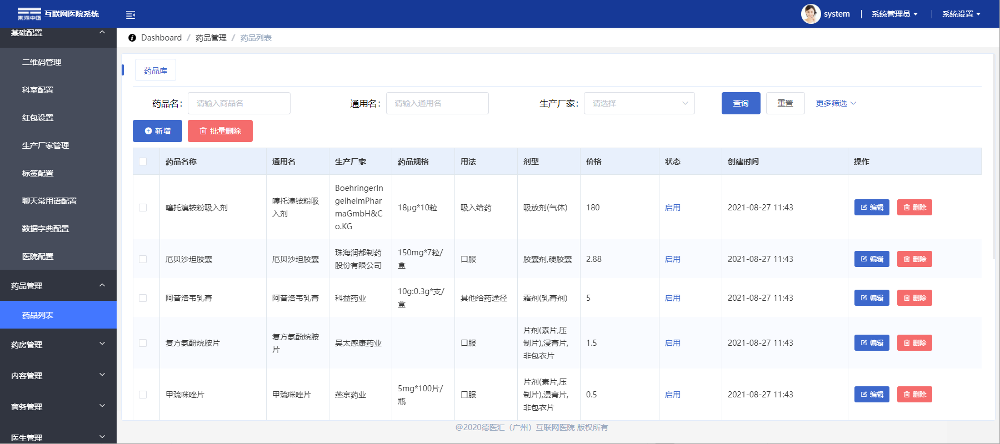 東源中医 互联网医院系统
system
系统管理员
系统设置
基础配置
二维码管理
科室配置
红包设置
生产厂家管理
标签配置
聊天常用语配置
数据字典配置
医院配置
药品管理
药品列表
药房管理
内容管理
商务管理
医生管理
Dashboard / 药品管理 / 药品列表
药品库
药品名: 请输入商品名 通用名: 请输入通用名 生产厂家: 请选择 查询 重置 更多筛选
新增 批量删除
药品名称 通用名 生产厂家 药品规格 用法 剂型 价格 状态 创建时间 操作
噻托溴铵粉吸入剂
噻托溴铵粉吸
入剂
BoehringerIn
gelheimPhar
maGmbH&C
o.KG
18μg*10粒
吸入给药
吸放剂(气体)
180
启用
2021-08-27 11:43
编辑 删除
厄贝沙坦胶囊
厄贝沙坦胶囊
珠海润都制药
股份有限公司
150mg*7粒/
盒
口服
胶囊剂,硬胶囊
2.88
启用
2021-08-27 11:43
编辑 删除
阿昔洛韦乳膏
阿昔洛韦乳膏
科益药业
10g:0.3g*支/
盒
其他给药途径
霜剂(乳膏剂)
5
启用
2021-08-27 11:43
编辑 删除
复方氨酚烷胺片
复方氨酚烷胺
片
吴太感康药业
口服
片剂(素片,压
制片),浸膏片,
非包衣片
1.5
启用
2021-08-27 11:43
编辑 删除
甲巯咪唑片
甲巯咪唑片
燕京药业
5mg*100片/
瓶
口服
片剂(素片,压
制片),浸膏片,
非包衣片
0.5
启用
2021-08-27 11:43
编辑 删除
@2020德医汇（广州）互联网医院 版权所有